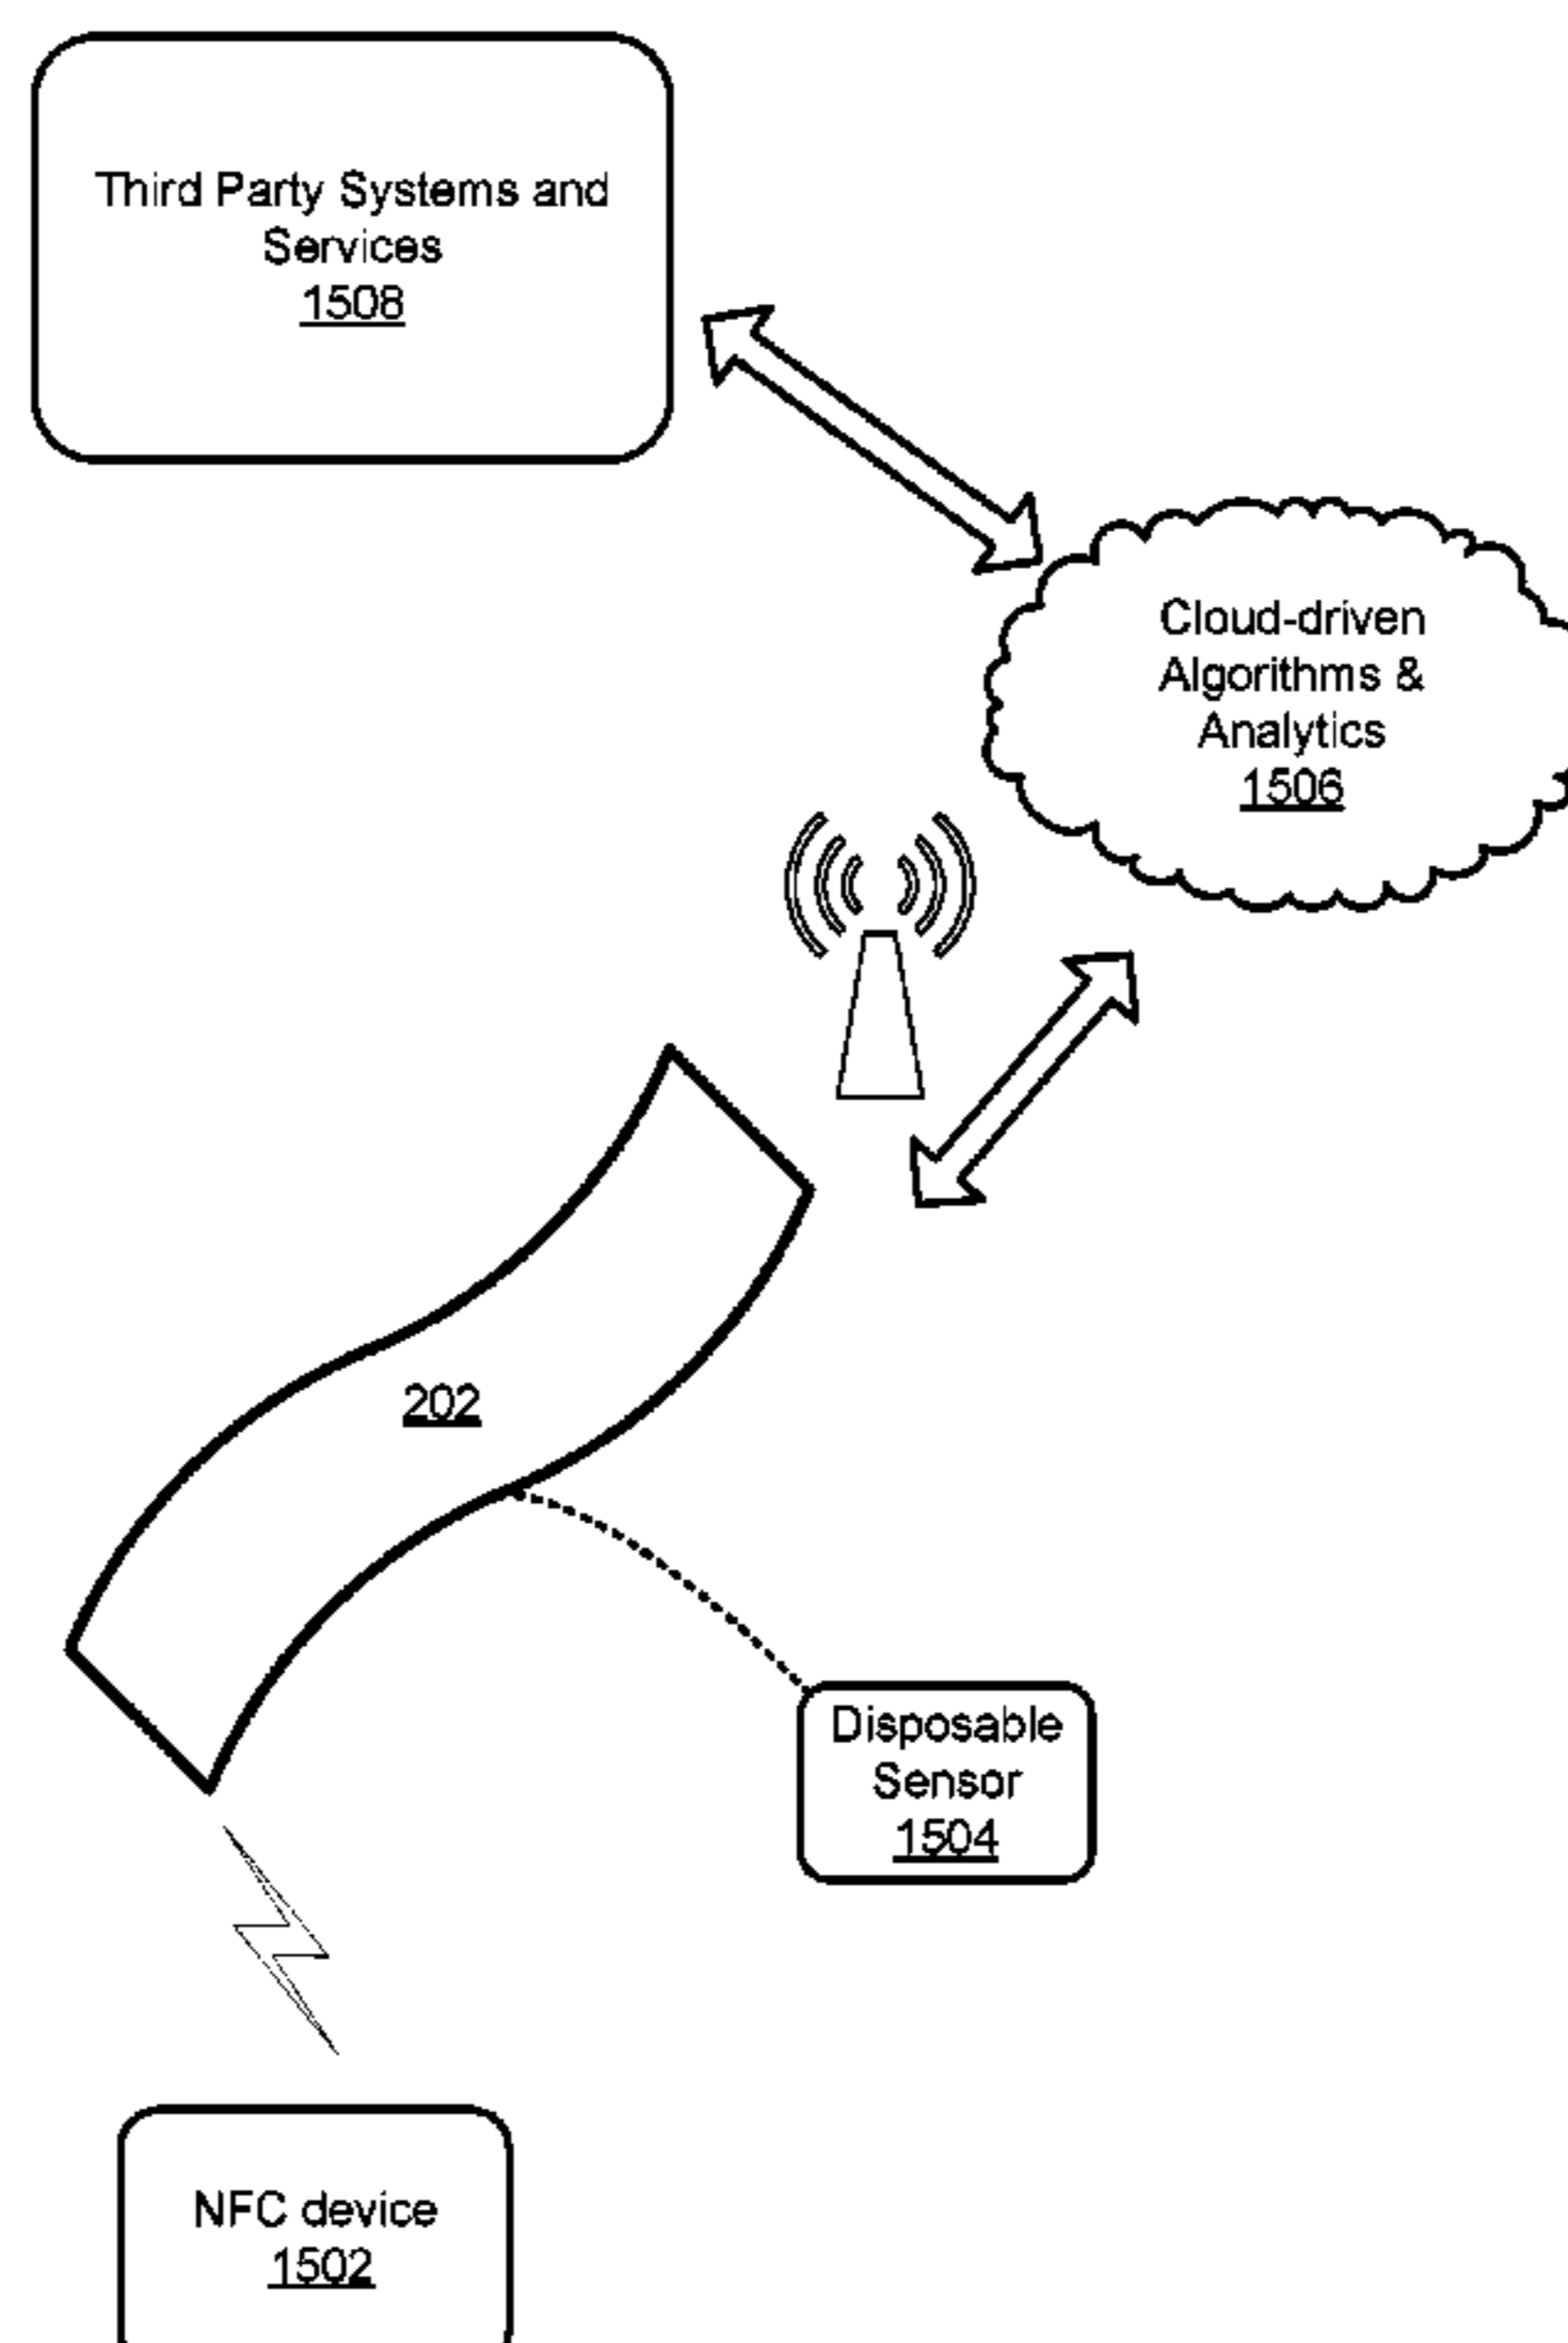 Third Party Systems and
Services
1508
Cloud-driven
Algorithms &
Analytics
1506
202
Disposable
Sensor
1504
NFC device
1502